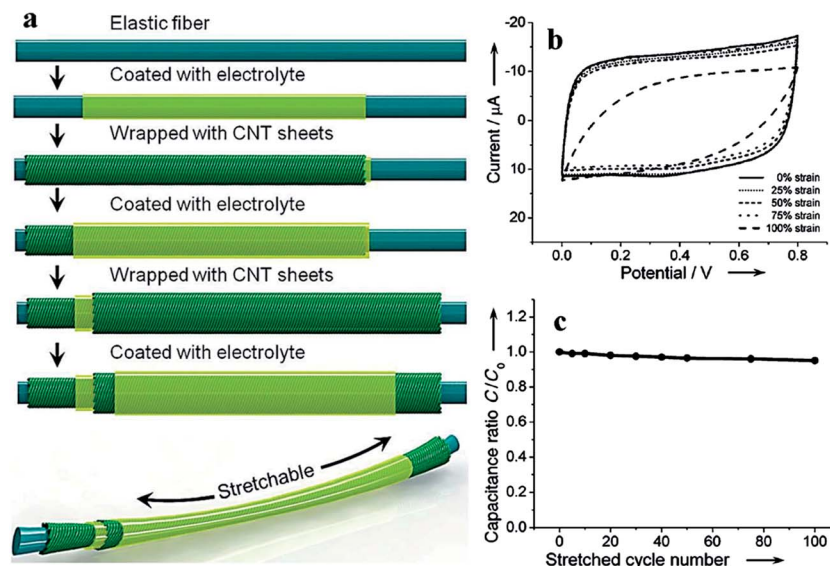 a
Elastic fiber
Coated with electrolyte
Wrapped with CNT sheets
Coated with electrolyte
Wrapped with CNT sheets
Coated with electrolyte
Stretchable
b
-20
-10
0
10
20
Current / μA
0% strain
25% strain
50% strain
75% strain
100% strain
0.0 0.2 0.4 0.6 0.8
Potential / V
c
1.2
1.0
0.8
0.6
0.4
0.2
0.0
Capacitance ratio C/C₀
0 20 40 60 80 100
Stretched cycle number